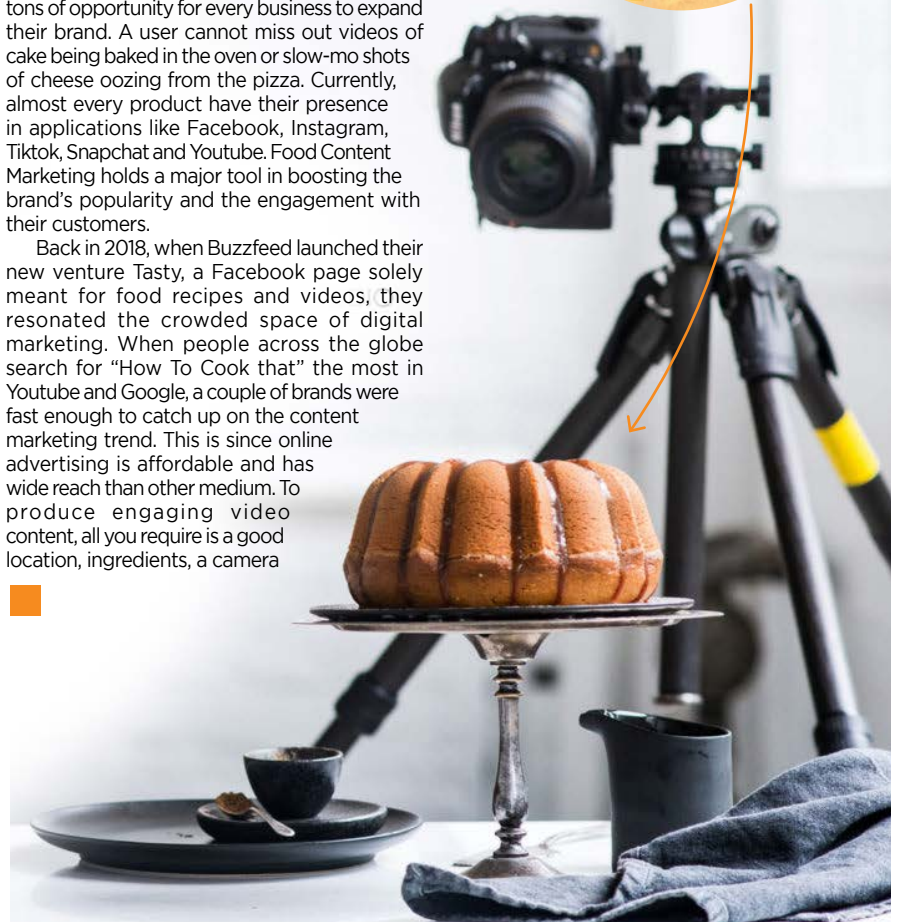 tons of opportunity for every business to expand
their brand. A user cannot miss out videos of
cake being baked in the oven or slow-mo shots
of cheese oozing from the pizza. Currently,
almost every product have their presence
in applications like Facebook, Instagram,
Tiktok, Snapchat and Youtube. Food Content
Marketing holds a major tool in boosting the
brand’s popularity and the engagement with
their customers.
Back in 2018, when Buzzfeed launched their
new venture Tasty, a Facebook page solely
meant for food recipes and videos, they
resonated the crowded space of digital
marketing. When people across the globe
search for “How To Cook that” the most in
Youtube and Google, a couple of brands were
fast enough to catch up on the content
marketing trend. This is since online
advertising is affordable and has
wide reach than other medium. To
produce engaging video
content, all you require is a good
location, ingredients, a camera